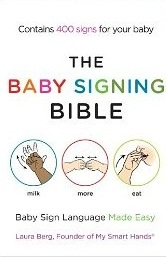 Contains 400 signs for your baby
THE
BABY SIGNING
BIBLE
milk more eat
Baby Sign Language Made Easy
Laura Berg, Founder of My Smart Hands®